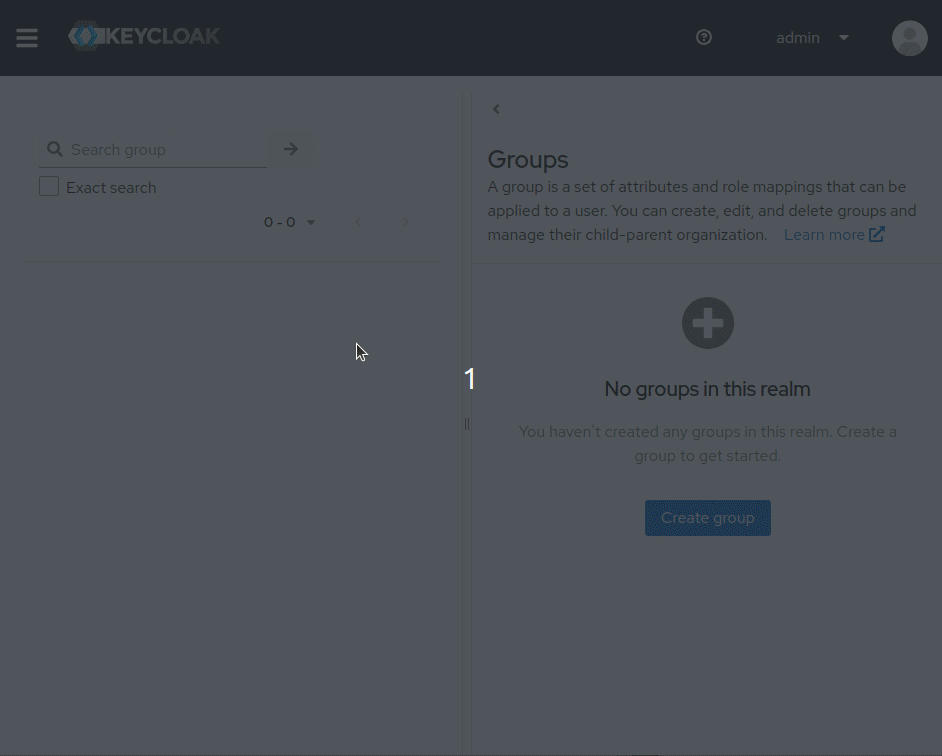 KEYCLOAK
admin
Search group
Exact search
0 - 0
Groups
A group is a set of attributes and role mappings that can be
applied to a user. You can create, edit, and delete groups and
manage their child-parent organization. Learn more
1
No groups in this realm
You haven't created any groups in this realm. Create a
group to get started.
Create group